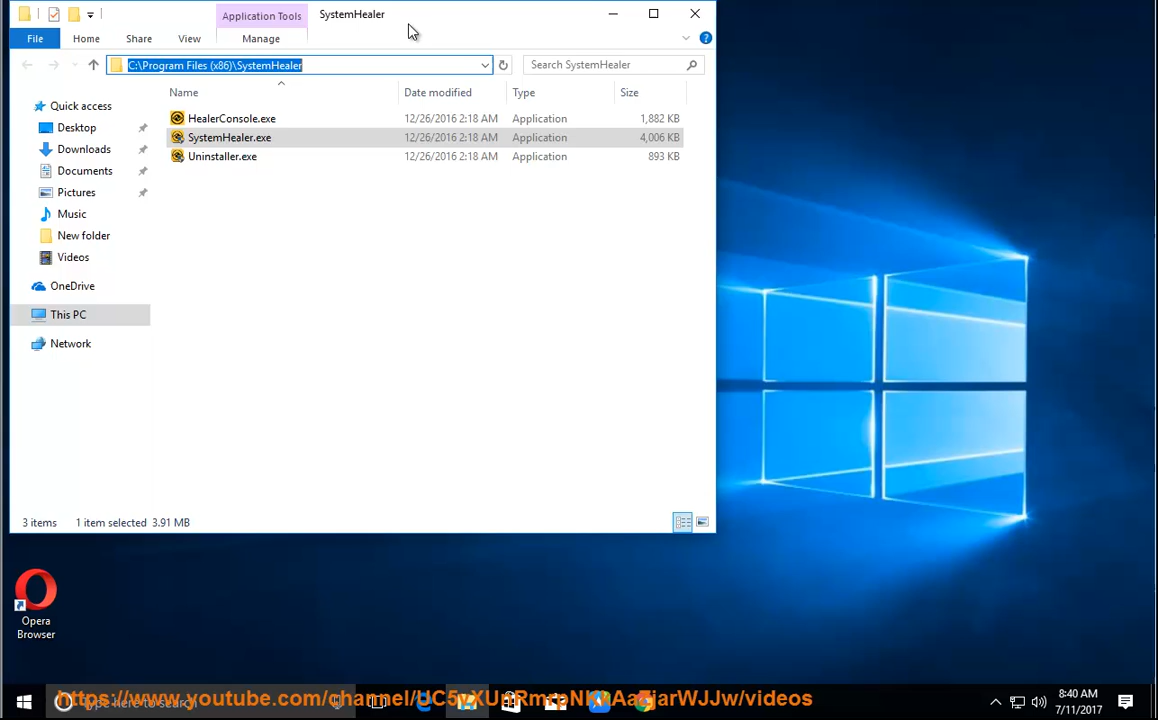 Application Tools SystemHealer
File Home Share View Manage
C:\Program Files (x86)\SystemHealer Search SystemHealer
Name Date modified Type Size
Quick access
Desktop
Downloads
Documents
Pictures
Music
New folder
Videos
OneDrive
This PC
Network
HealerConsole.exe 12/26/2016 2:18 AM Application 1,882 KB
SystemHealer.exe 12/26/2016 2:18 AM Application 4,006 KB
Uninstaller.exe 12/26/2016 2:18 AM Application 893 KB
3 items 1 item selected 3.91 MB
Opera
Browser
Type here to search
8:40 AM
7/11/2017